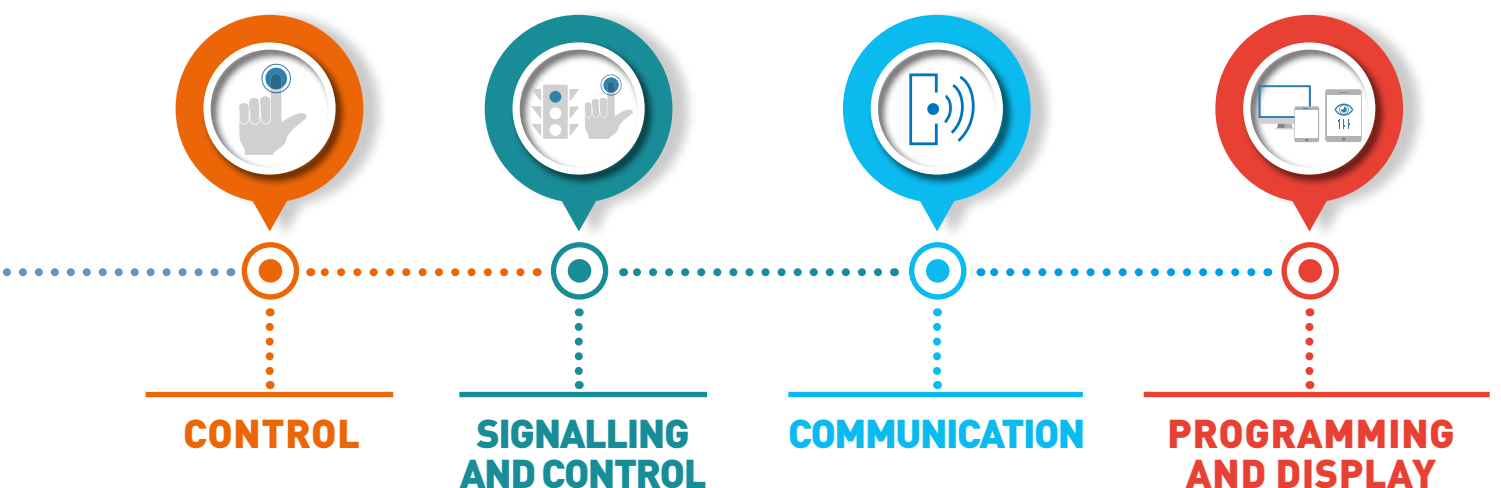 CONTROL
SIGNALLING
AND CONTROL
COMMUNICATION
PROGRAMMING
AND DISPLAY